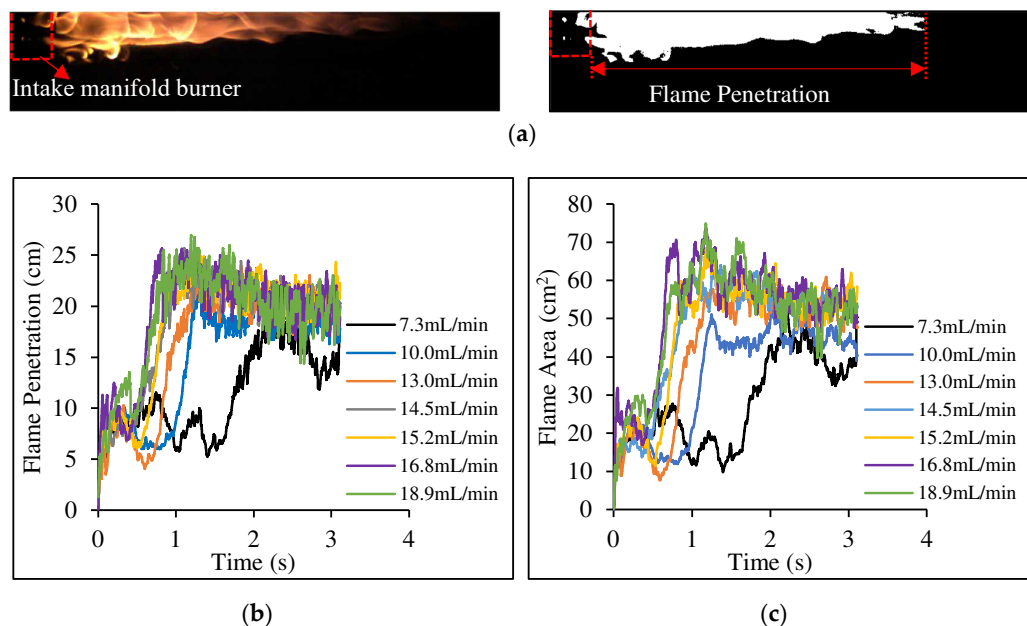 Intake manifold burner
Flame Penetration
(a)
30
25
20
15
10
5
0
0 1 2 3 4
Flame Penetration (cm)
Time (s)
7.3mL/min
10.0mL/min
13.0mL/min
14.5mL/min
15.2mL/min
16.8mL/min
18.9mL/min
(b)
80
70
60
50
40
30
20
10
0
0 1 2 3 4
Flame Area (cm²)
Time (s)
7.3mL/min
10.0mL/min
13.0mL/min
14.5mL/min
15.2mL/min
16.8mL/min
18.9mL/min
(c)